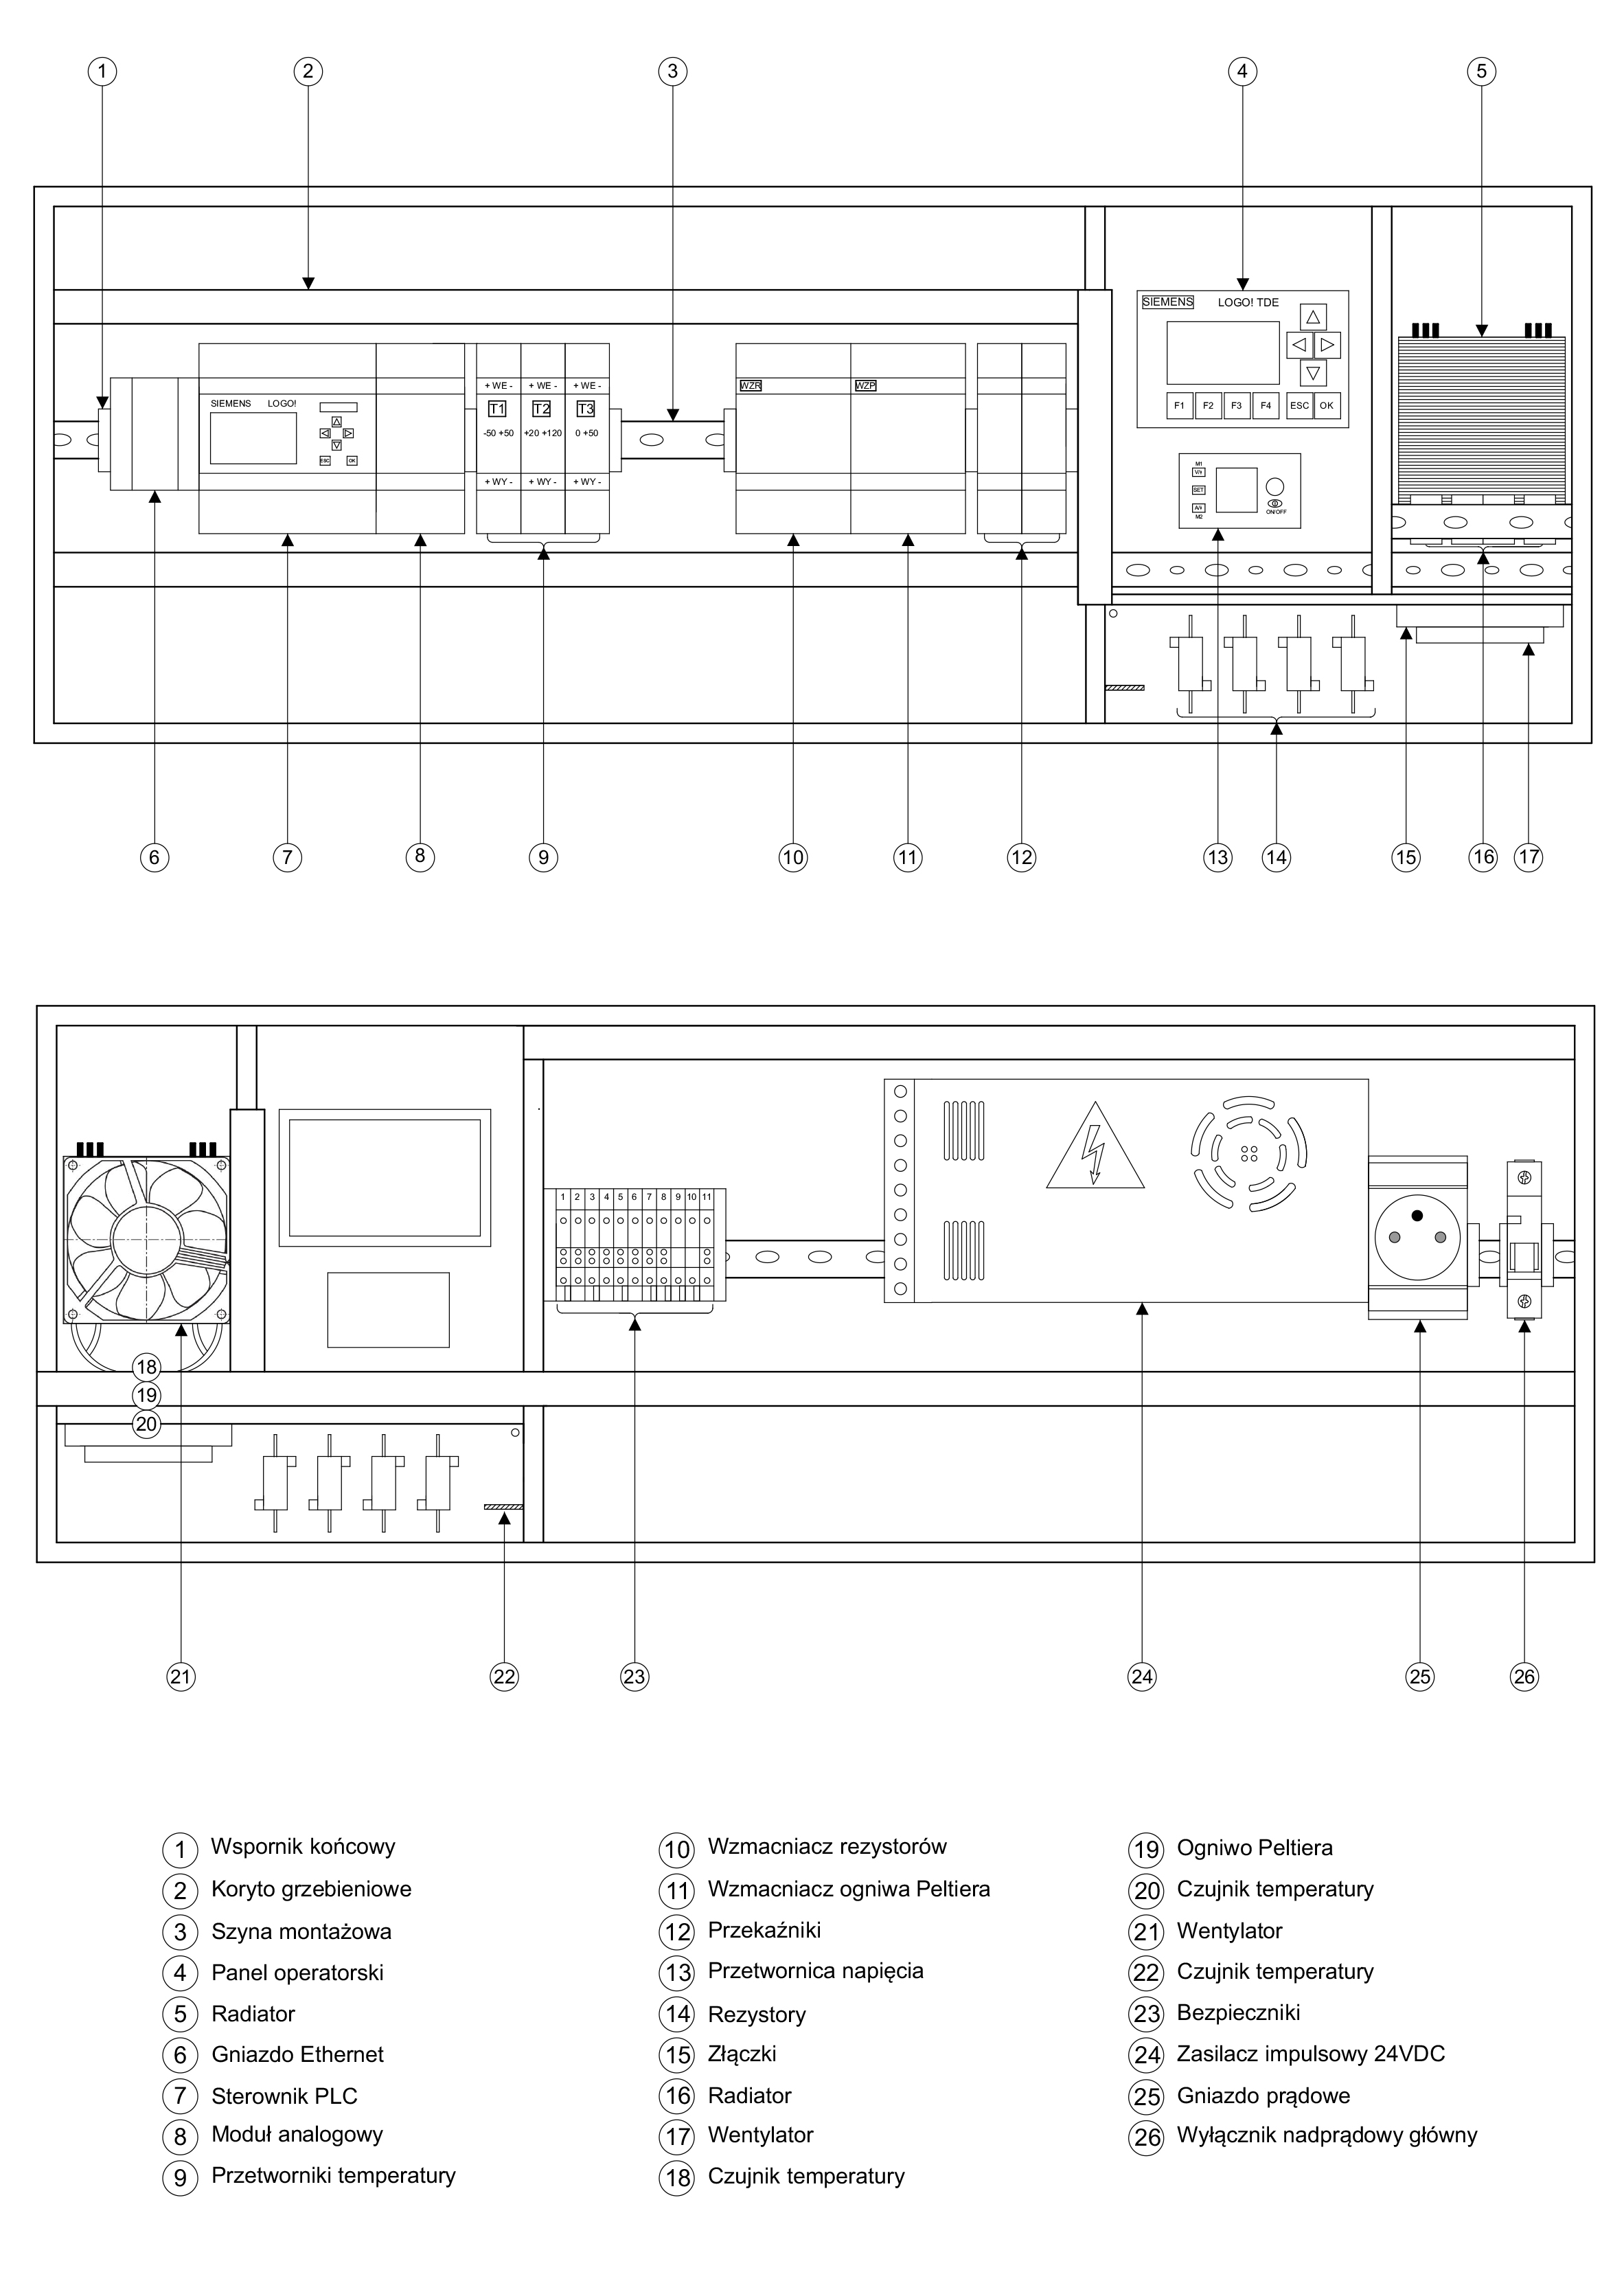 1 2 3 4 5
SIEMENS LOGO! TDE
F1 F2 F3 F4 ESC OK
SIEMENS LOGO!
ESC OK
+ WE - + WE - + WE -
T1 T2 T3
-50 +50 +20 +120 0 +50
+ WY - + WY - + WY -
WZR WZP
M1
V/≡
SET
A/≡
M2
ON/OFF
6 7 8 9 10 11 12 13 14 15 16 17
1 2 3 4 5 6 7 8 9 10 11
18
19
20
21 22 23 24 25 26
1 Wspornik końcowy
2 Koryto grzebieniowe
3 Szyna montażowa
4 Panel operatorski
5 Radiator
6 Gniazdo Ethernet
7 Sterownik PLC
8 Moduł analogowy
9 Przetworniki temperatury
10 Wzmacniacz rezystorów
11 Wzmacniacz ogniwa Peltiera
12 Przekaźniki
13 Przetwornica napięcia
14 Rezystory
15 Złączki
16 Radiator
17 Wentylator
18 Czujnik temperatury
19 Ogniwo Peltiera
20 Czujnik temperatury
21 Wentylator
22 Czujnik temperatury
23 Bezpieczniki
24 Zasilacz impulsowy 24VDC
25 Gniazdo prądowe
26 Wyłącznik nadprądowy główny